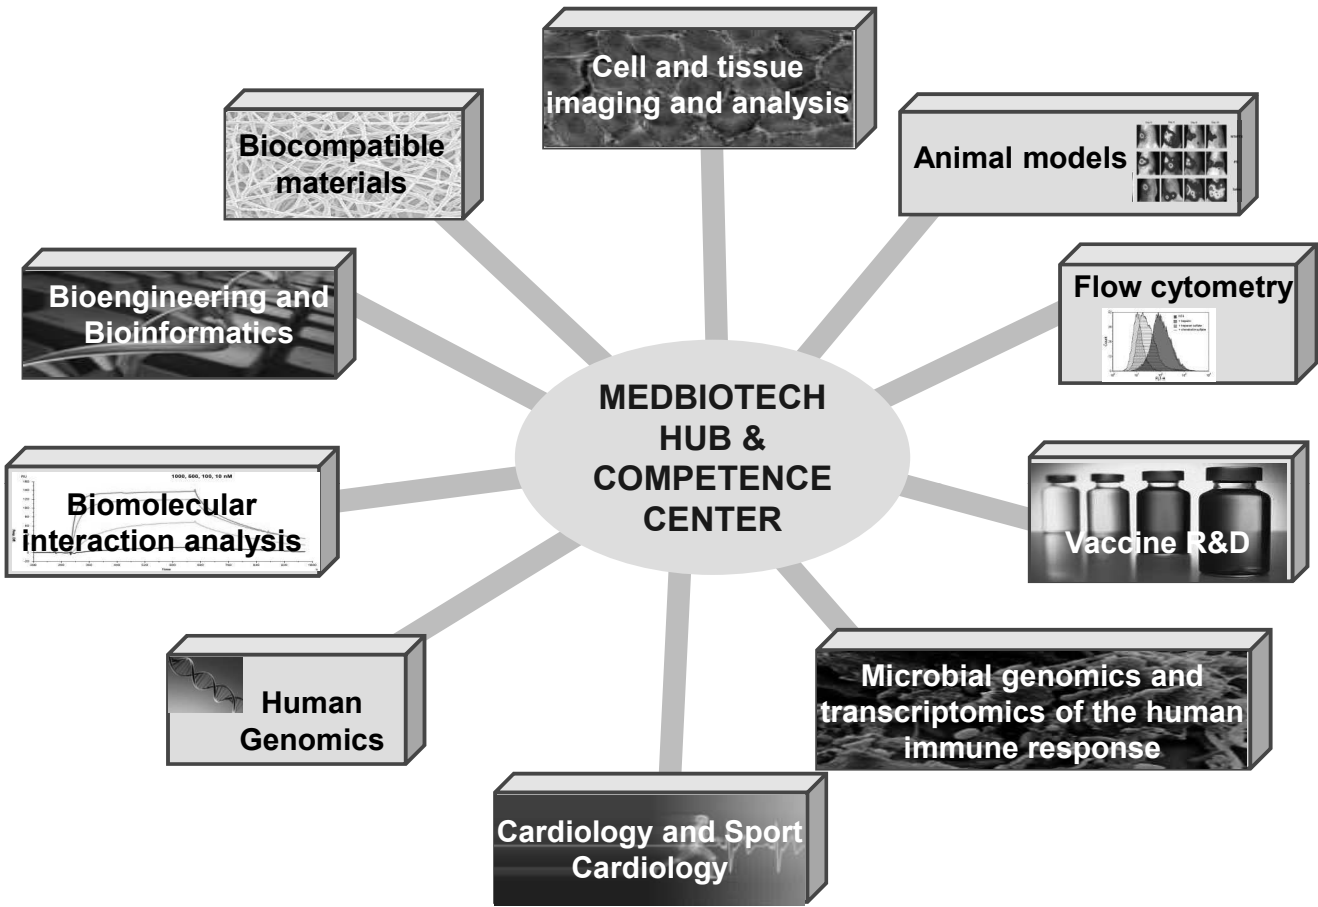 Cell and tissue
imaging and analysis
Biocompatible
materials
Animal models
Bioengineering and
Bioinformatics
Flow cytometry
Count
MEDBIOTECH
HUB &
COMPETENCE
CENTER
1000, 500, 100, 10 nM
Biomolecular
interaction analysis
Time
Vaccine R&D
Human
Genomics
Microbial genomics and
transcriptomics of the human
immune response
Cardiology and Sport
Cardiology